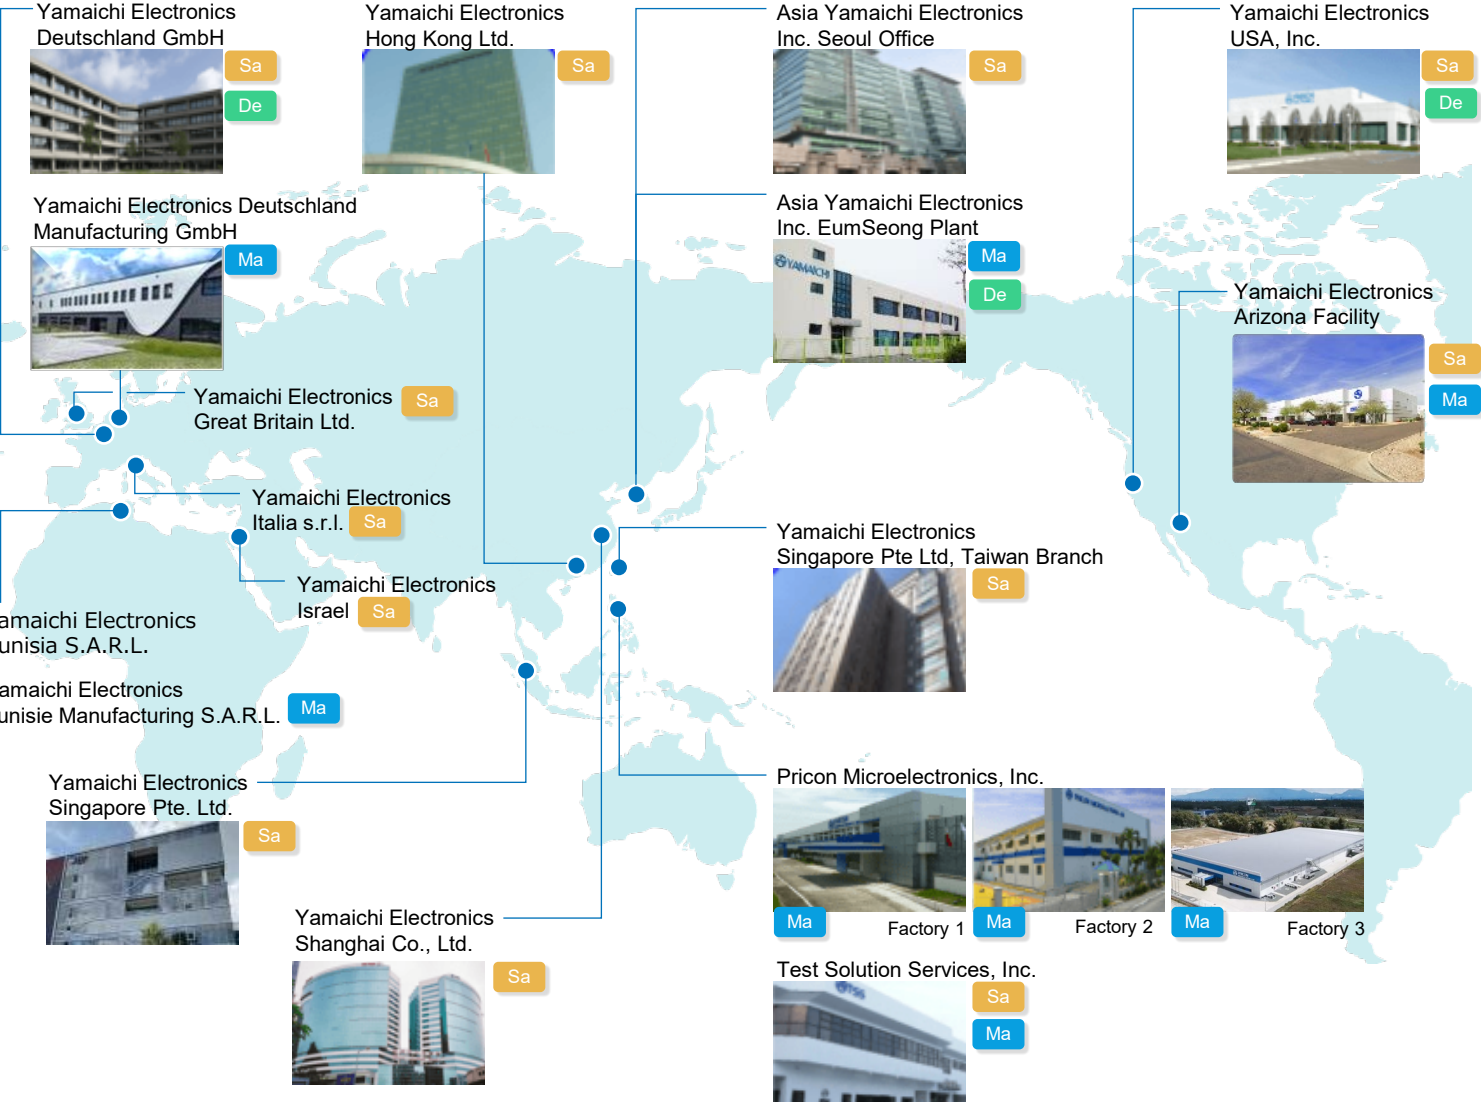 Yamaichi Electronics
Deutschland GmbH
Sa
De
Yamaichi Electronics
Hong Kong Ltd.
Sa
Asia Yamaichi Electronics
Inc. Seoul Office
Sa
Yamaichi Electronics
USA, Inc.
Sa
De
Yamaichi Electronics Deutschland
Manufacturing GmbH
Ma
Asia Yamaichi Electronics
Inc. EumSeong Plant
YAMAICHI
Ma
De
Yamaichi Electronics
Arizona Facility
Sa
Ma
Yamaichi Electronics
Great Britain Ltd.
Sa
Yamaichi Electronics
Italia s.r.l.
Sa
Yamaichi Electronics
Israel
Sa
Yamaichi Electronics
Singapore Pte Ltd, Taiwan Branch
Sa
amaichi Electronics
unisia S.A.R.L.
amaichi Electronics
unisie Manufacturing S.A.R.L.
Ma
Yamaichi Electronics
Singapore Pte. Ltd.
Sa
Pricon Microelectronics, Inc.
Ma
Factory 1
Ma
Factory 2
Ma
Factory 3
Yamaichi Electronics
Shanghai Co., Ltd.
Sa
Test Solution Services, Inc.
TSS
Sa
Ma